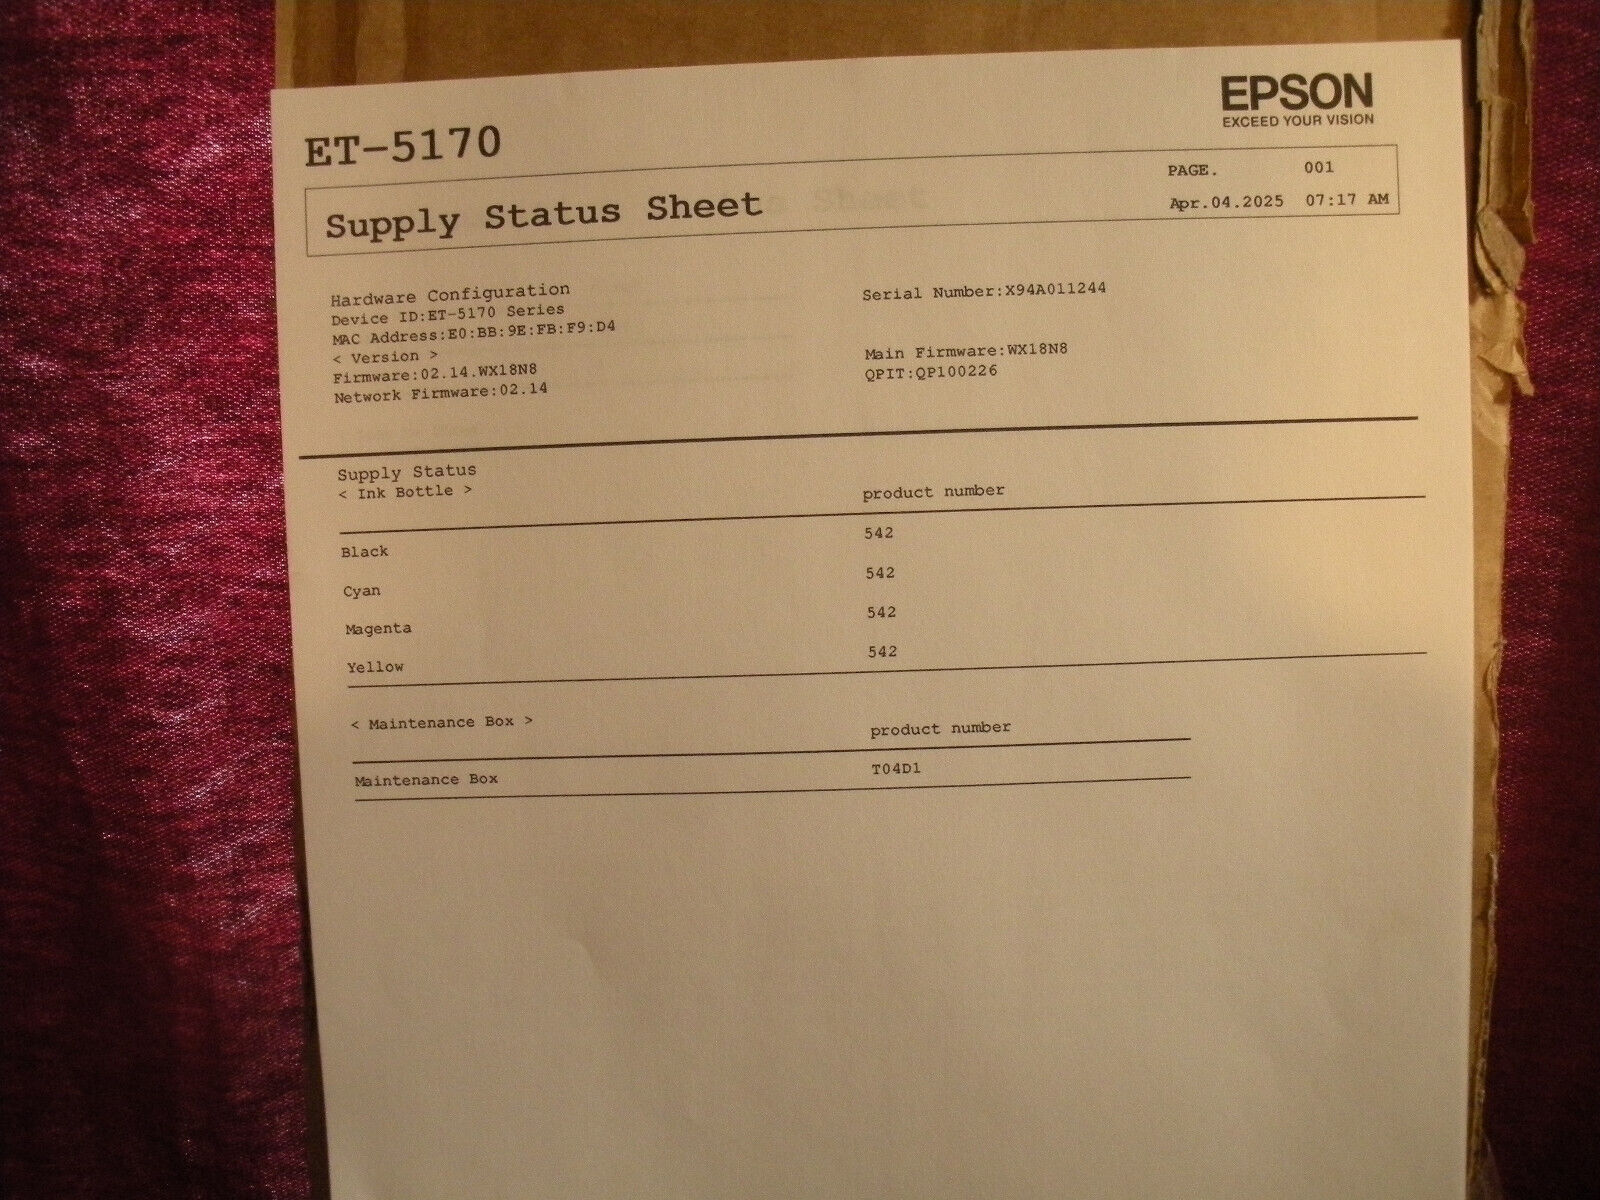 EPSON
EXCEED YOUR VISION
ET-5170
Supply Status Sheet
PAGE. 001
Apr.04.2025 07:17 AM
Hardware Configuration
Serial Number:X94A011244
Device ID:ET-5170 Series
MAC Address:E0:BB:9E:FB:F9:D4
< Version >
Main Firmware:WX18N8
Firmware:02.14.WX18N8
QPIT:QP100226
Network Firmware:02.14
Supply Status
< Ink Bottle > product number
Black 542
Cyan 542
Magenta 542
Yellow 542
< Maintenance Box > product number
Maintenance Box T04D1